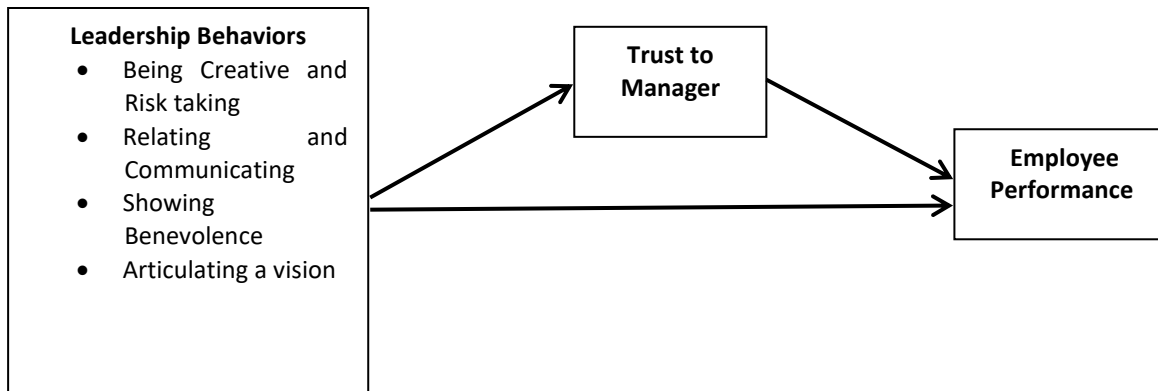 Leadership Behaviors
• Being Creative and
Risk taking
• Relating and
Communicating
• Showing
Benevolence
• Articulating a vision
Trust to
Manager
Employee
Performance